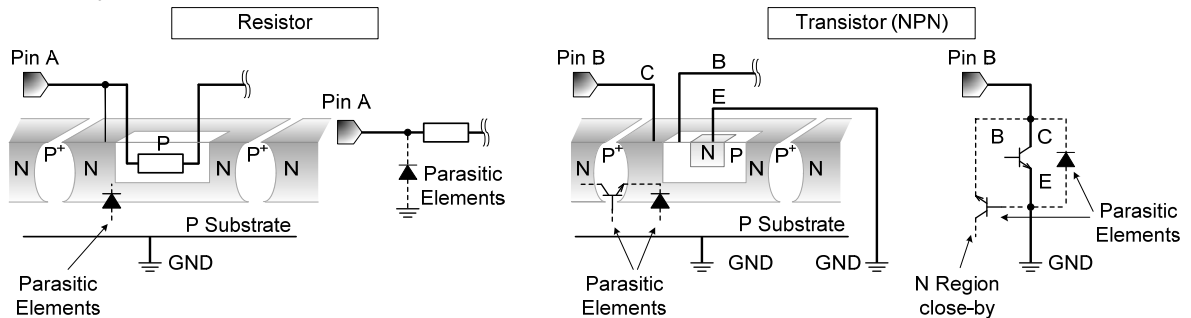 Resistor
Pin A
N
P+
N
P
P+
N
N
P Substrate
GND
Parasitic
Elements
Pin A
Parasitic
Elements
Transistor (NPN)
Pin B
C
B
E
N
P+
N
N
P
P+
N
N
P Substrate
GND
GND
Parasitic
Elements
Pin B
B
C
E
Parasitic
Elements
GND
N Region
close-by